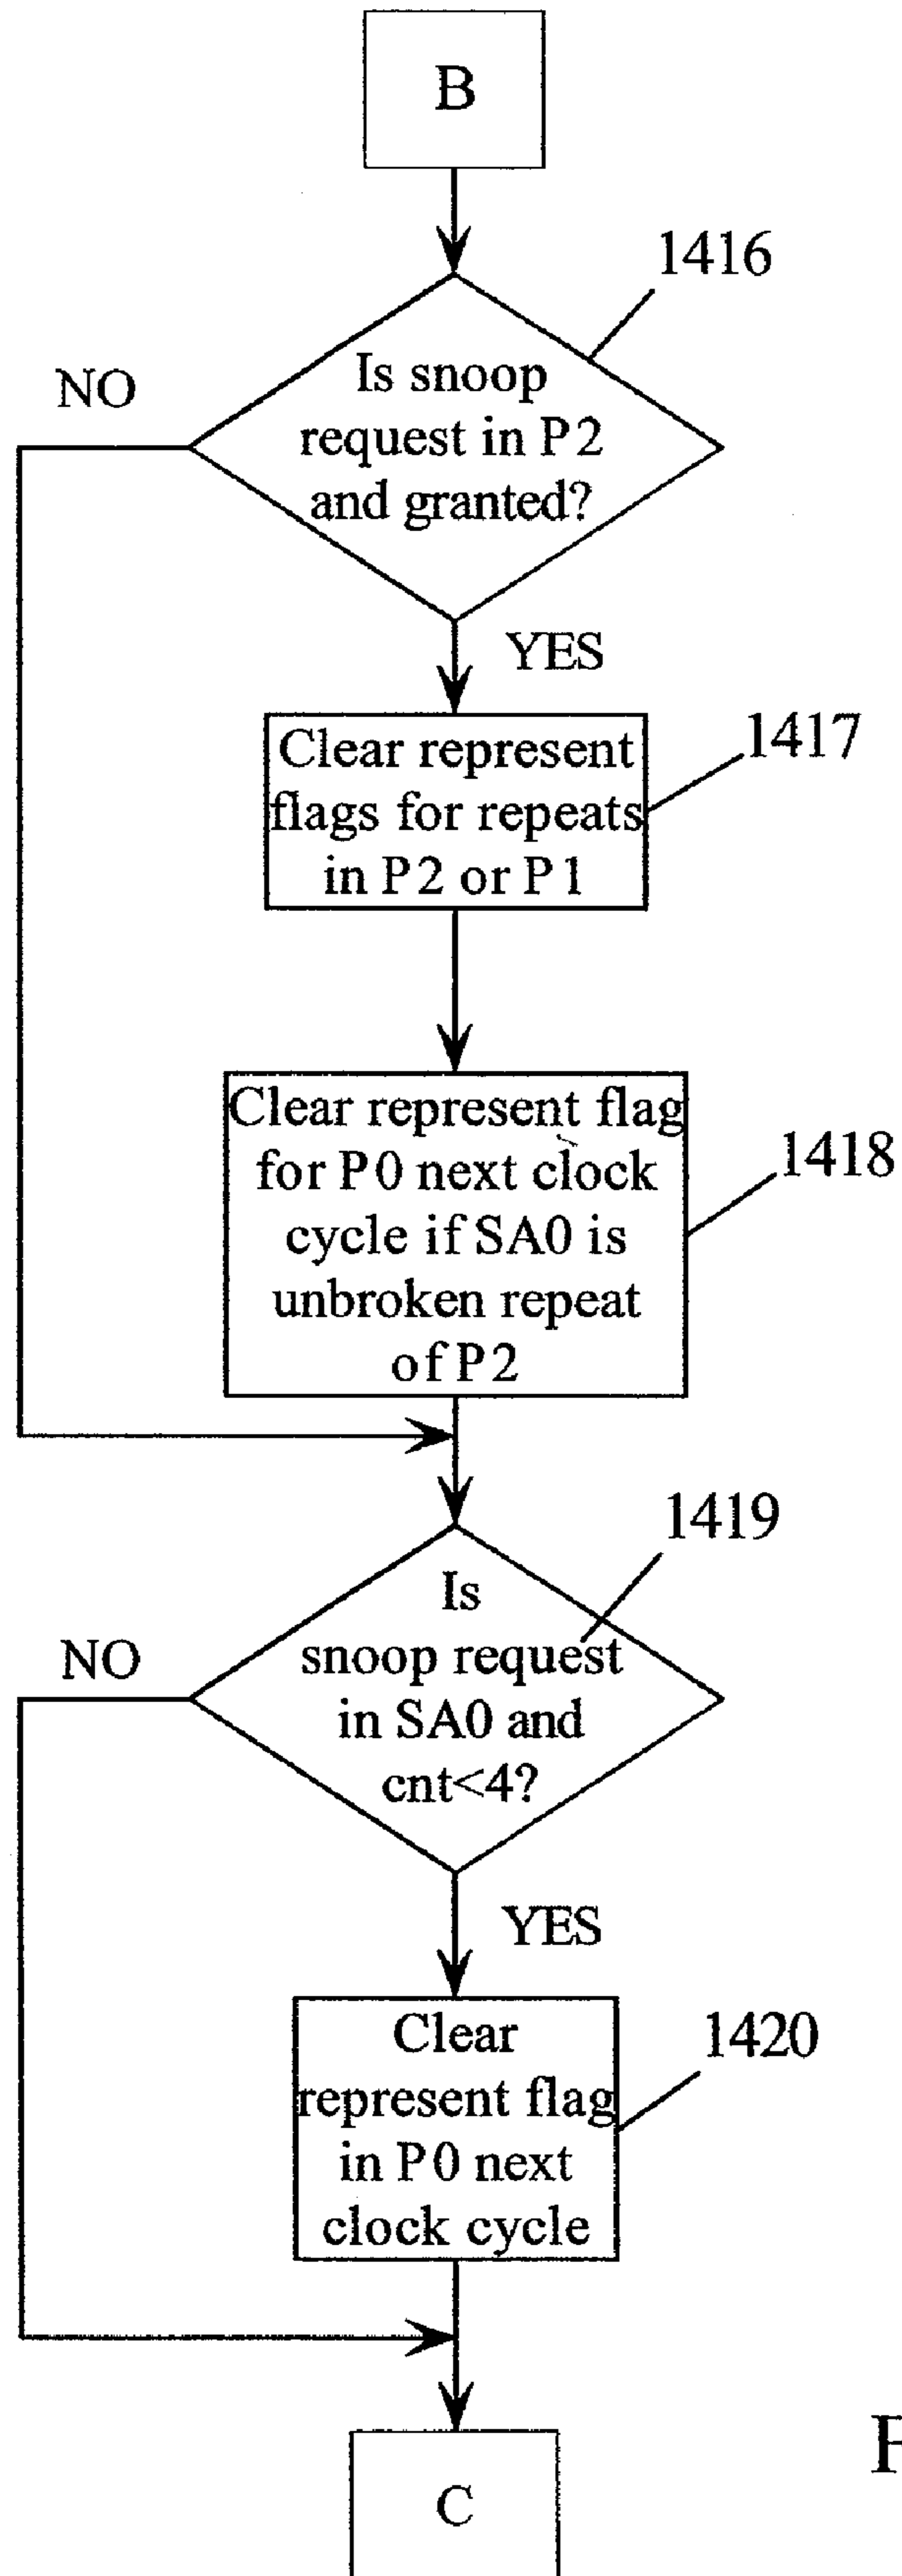 B
1416
NO
Is snoop
request in P2
and granted?
YES
1417
Clear represent
flags for repeats
in P2 or P1
1418
Clear represent flag
for P0 next clock
cycle if SA0 is
unbroken repeat
of P2
1419
NO
Is
snoop request
in SA0 and
cnt<4?
YES
1420
Clear
represent flag
in P0 next
clock cycle
C